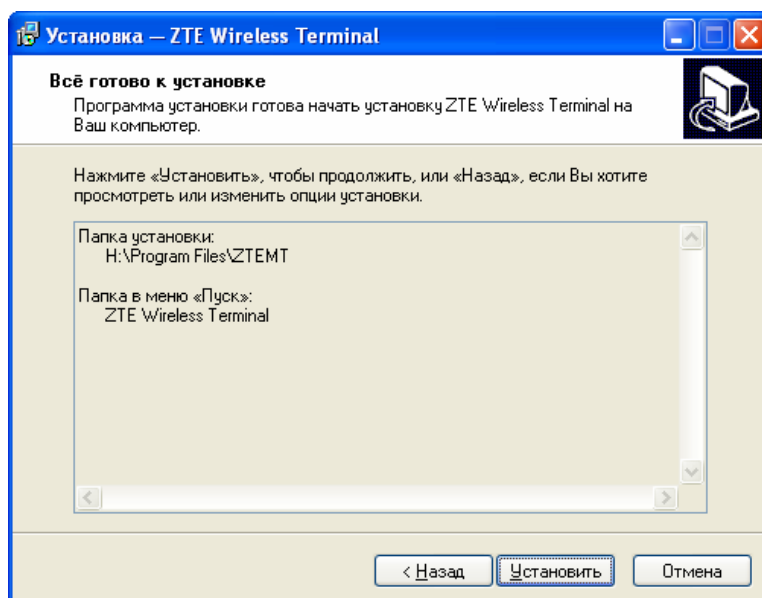 Установка — ZTE Wireless Terminal
Всё готово к установке
Программа установки готова начать установку ZTE Wireless Terminal на
Ваш компьютер.
Нажмите «Установить», чтобы продолжить, или «Назад», если Вы хотите
просмотреть или изменить опции установки.
Папка установки:
H:\Program Files\ZTEMT
Папка в меню «Пуск»:
ZTE Wireless Terminal
< Назад Установить Отмена